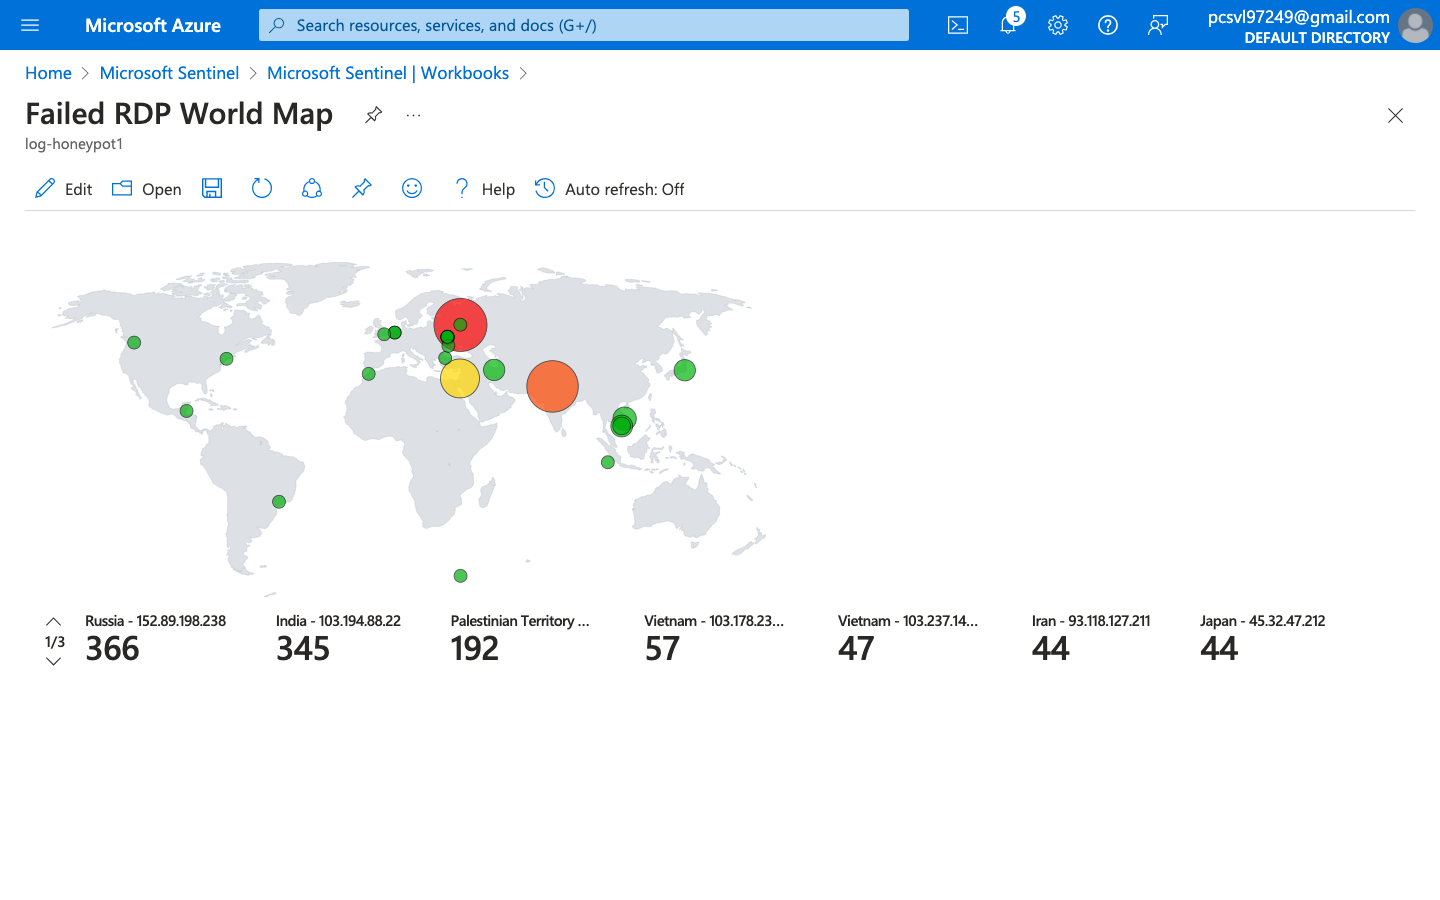 Microsoft Azure
Search resources, services, and docs (G+/)
5
pcsvl97249@gmail.com
DEFAULT DIRECTORY
Home > Microsoft Sentinel > Microsoft Sentinel | Workbooks >
Failed RDP World Map
...
log-honeypot1
Edit
Open
? Help
Auto refresh: Off
1/3
Russia - 152.89.198.238
366
India - 103.194.88.22
345
Palestinian Territory ...
192
Vietnam - 103.178.23...
57
Vietnam - 103.237.14...
47
Iran - 93.118.127.211
44
Japan - 45.32.47.212
44